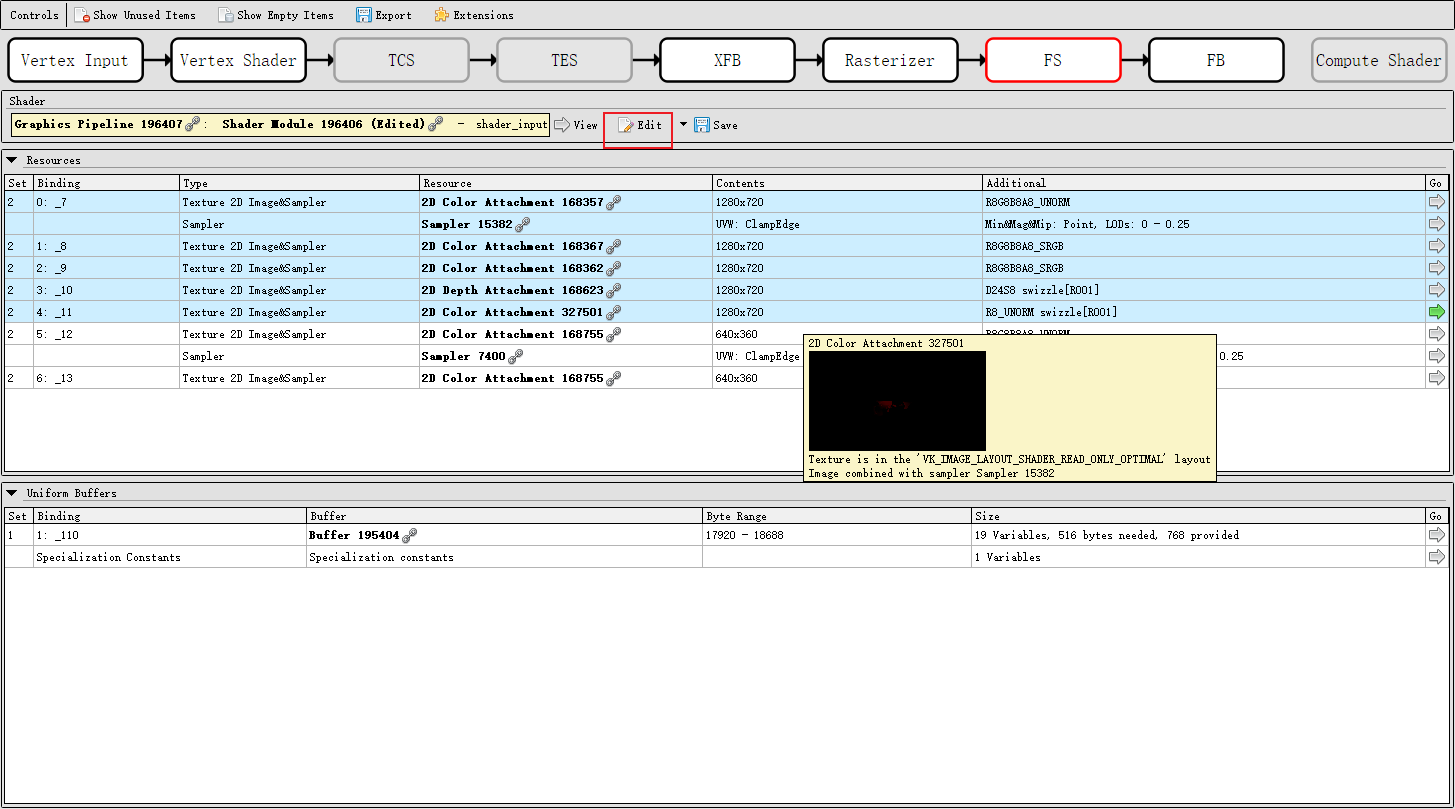 Controls Show Unused Items Show Empty Items Export Extensions
Vertex Input Vertex Shader TCS TES XFB Rasterizer FS FB Compute Shader
Shader
Graphics Pipeline 196407 : Shader Module 196406 (Edited) - shader_input View Edit Save
Resources
Set Binding Type Resource Contents Additional Go
2 0: _7 Texture 2D Image&Sampler 2D Color Attachment 168357 1280x720 R8G8B8A8_UNORM
Sampler Sampler 15382 UVW: ClampEdge Min&Mag&Mip: Point, LODs: 0 - 0.25
2 1: _8 Texture 2D Image&Sampler 2D Color Attachment 168367 1280x720 R8G8B8A8_SRGB
2 2: _9 Texture 2D Image&Sampler 2D Color Attachment 168362 1280x720 R8G8B8A8_SRGB
2 3: _10 Texture 2D Image&Sampler 2D Depth Attachment 168623 1280x720 D24S8 swizzle[R001]
2 4: _11 Texture 2D Image&Sampler 2D Color Attachment 327501 1280x720 R8_UNORM swizzle[R001]
2 5: _12 Texture 2D Image&Sampler 2D Color Attachment 168755 640x360 R8G8B8A8_UNORM
Sampler Sampler 7400 UVW: ClampEdge 0.25
2 6: _13 Texture 2D Image&Sampler 2D Color Attachment 168755 640x360
2D Color Attachment 327501
Texture is in the 'VK_IMAGE_LAYOUT_SHADER_READ_ONLY_OPTIMAL' layout
Image combined with sampler Sampler 15382
Uniform Buffers
Set Binding Buffer Byte Range Size Go
1 1: _110 Buffer 195404 17920 - 18688 19 Variables, 516 bytes needed, 768 provided
Specialization Constants Specialization constants 1 Variables